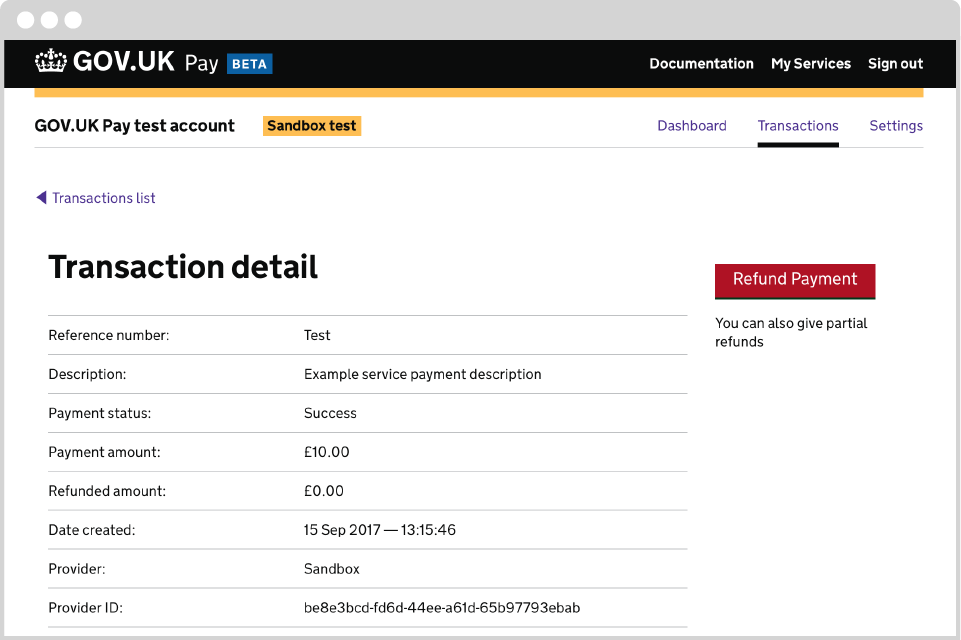 GOV.UK Pay BETA Documentation My Services Sign out
GOV.UK Pay test account Sandbox test Dashboard Transactions Settings
Transactions list
Transaction detail
Refund Payment
You can also give partial
refunds
Reference number: Test
Description: Example service payment description
Payment status: Success
Payment amount: £10.00
Refunded amount: £0.00
Date created: 15 Sep 2017 — 13:15:46
Provider: Sandbox
Provider ID: be8e3bcd-fd6d-44ee-a61d-65b97793ebab